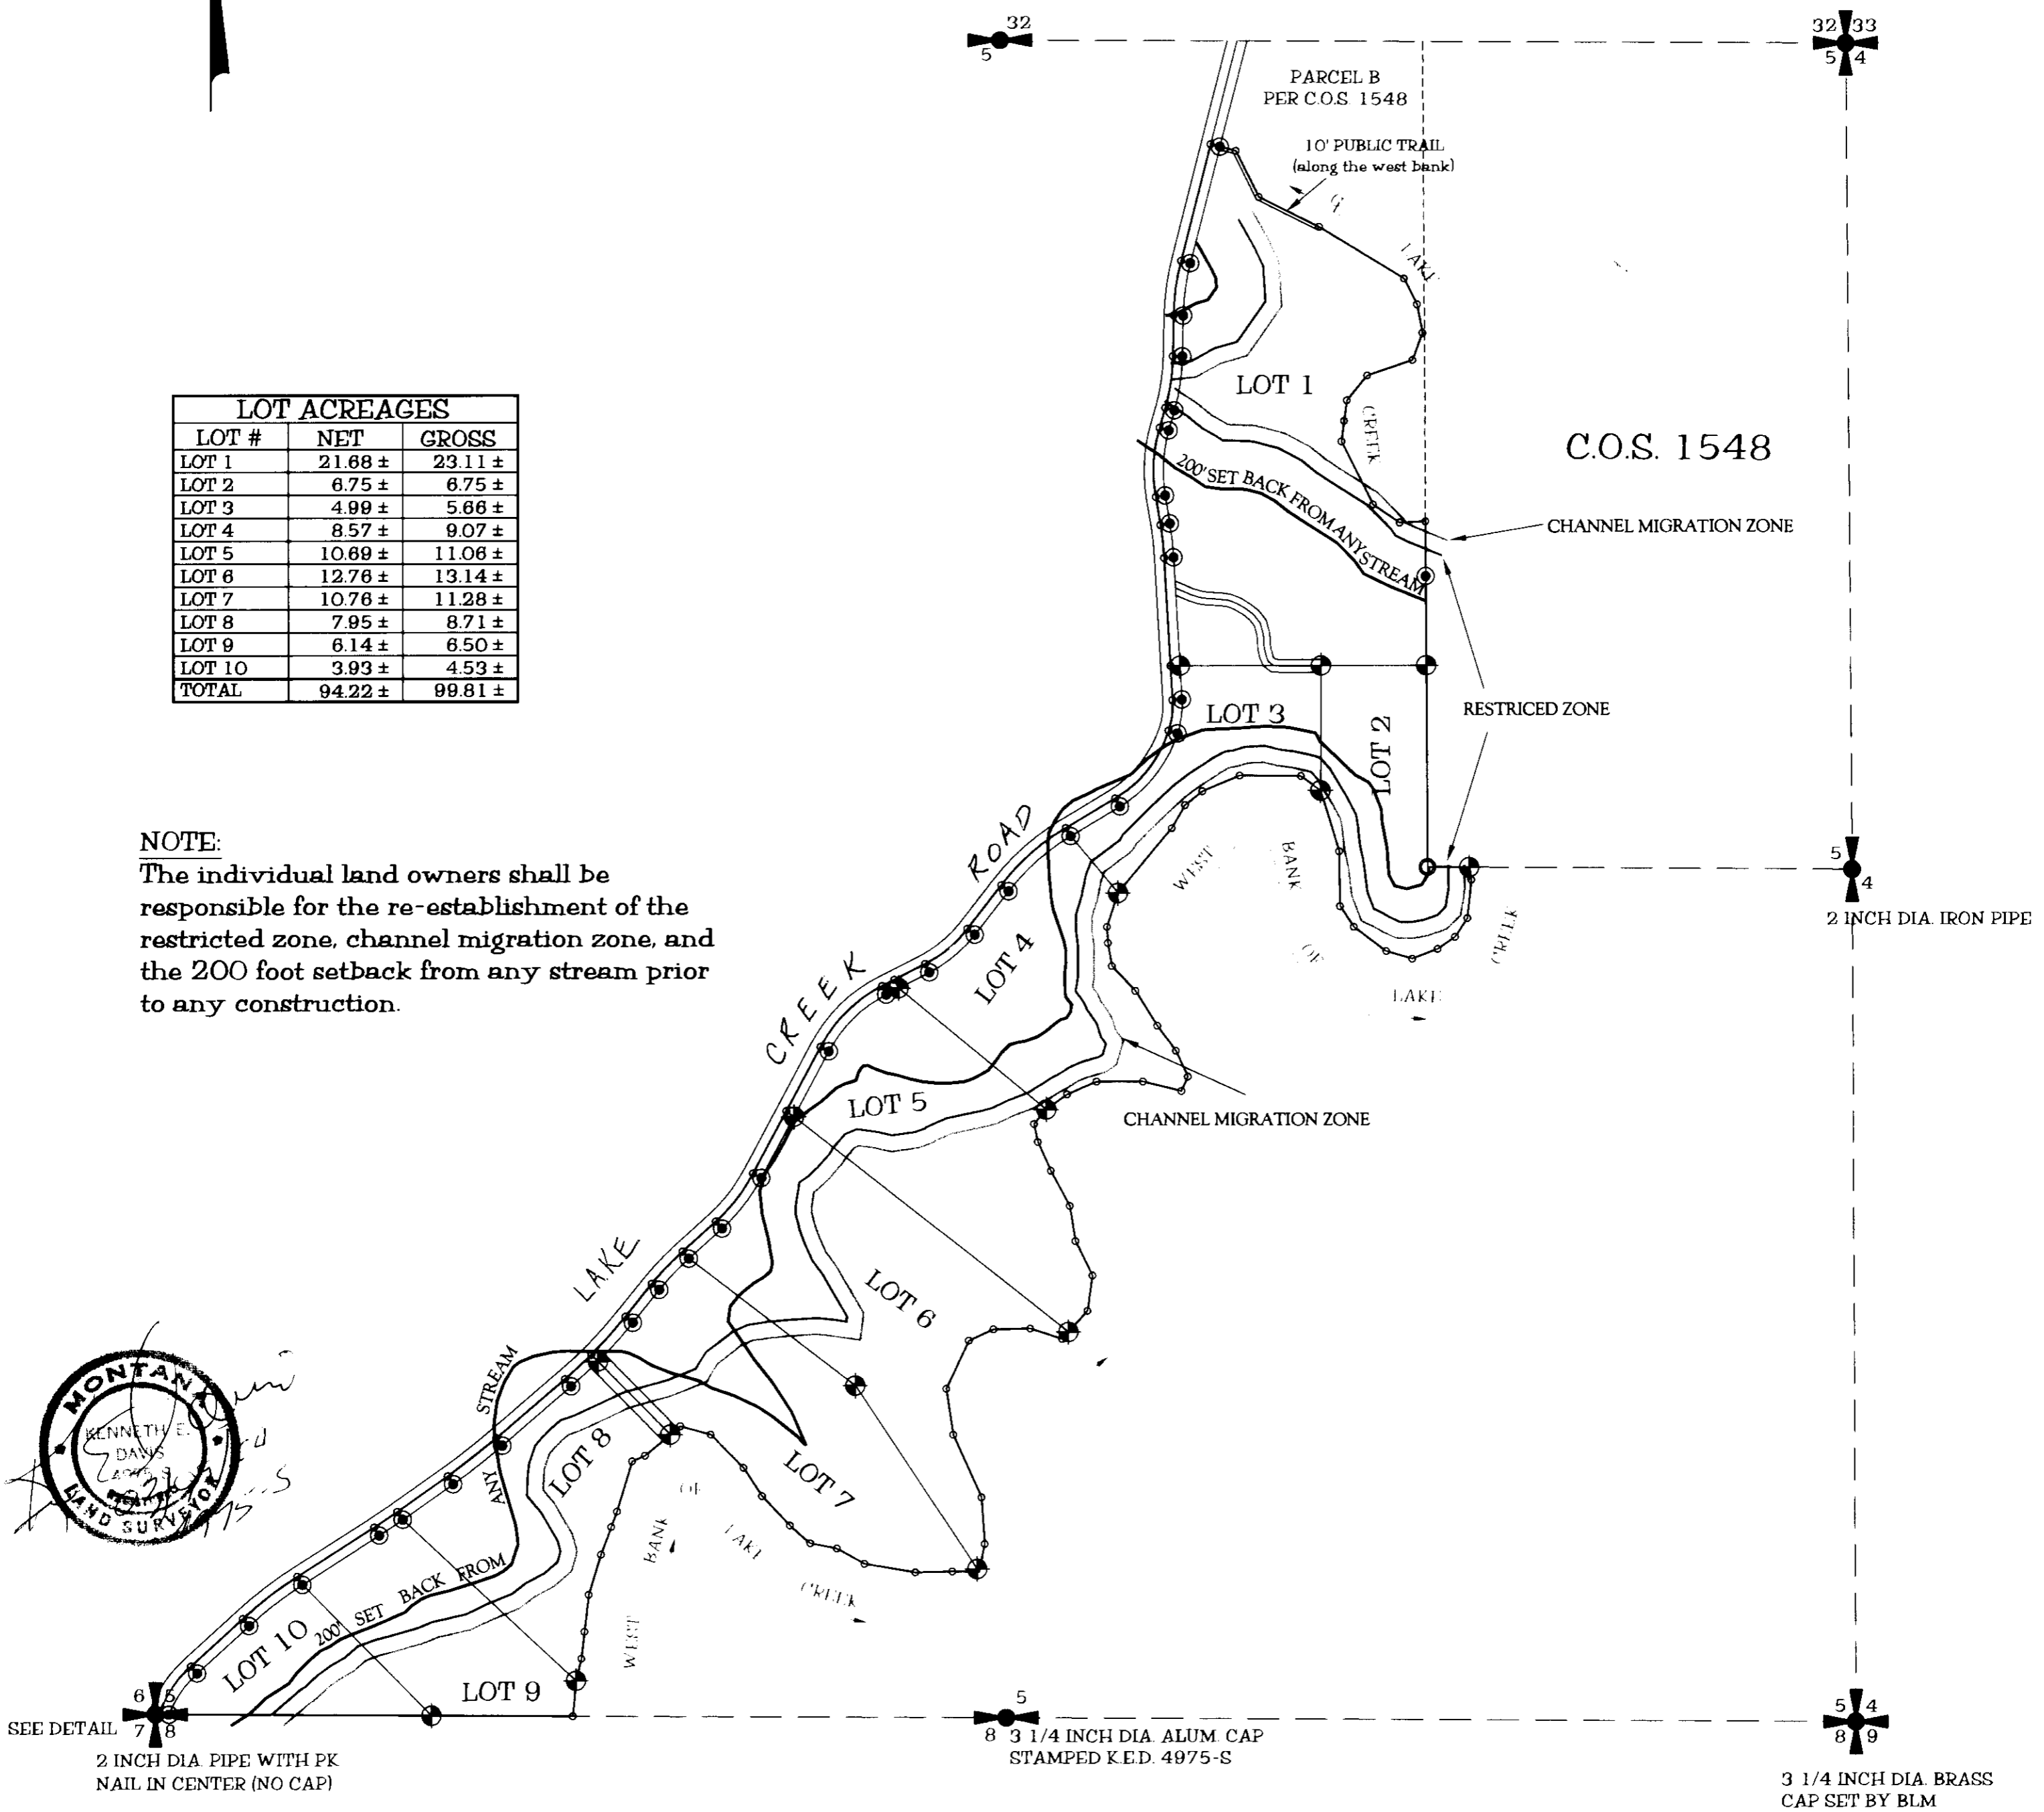 32
5
32 33
5 4
PARCEL B
PER C.O.S. 1548
10' PUBLIC TRAIL
(along the west bank)
LAKE
CREEK
LOT 1
C.O.S. 1548
200' SET BACK FROM ANY STREAM
CHANNEL MIGRATION ZONE
LOT ACREAGES
LOT # NET GROSS
LOT 1 21.68 ± 23.11 ±
LOT 2 6.75 ± 6.75 ±
LOT 3 4.99 ± 5.66 ±
LOT 4 8.57 ± 9.07 ±
LOT 5 10.69 ± 11.06 ±
LOT 6 12.76 ± 13.14 ±
LOT 7 10.76 ± 11.28 ±
LOT 8 7.95 ± 8.71 ±
LOT 9 6.14 ± 6.50 ±
LOT 10 3.93 ± 4.53 ±
TOTAL 94.22 ± 99.81 ±
RESTRICED ZONE
LOT 3
LOT 2
NOTE:
The individual land owners shall be
responsible for the re-establishment of the
restricted zone, channel migration zone, and
the 200 foot setback from any stream prior
to any construction.
5
4
2 INCH DIA. IRON PIPE
WEST BANK OF LAKE CREEK
LAKE CREEK ROAD
LOT 4
LOT 5
CHANNEL MIGRATION ZONE
LOT 6
LOT 7
LOT 8
WEST BANK OF LAKE CREEK
200' SET BACK FROM ANY STREAM
LOT 10
LOT 9
MONTANA
KENNETH E.
DAVIS
4975 S
LAND SURVEYOR
6 5
7 8
SEE DETAIL
2 INCH DIA. PIPE WITH PK
NAIL IN CENTER (NO CAP)
5
8
3 1/4 INCH DIA. ALUM. CAP
STAMPED K.E.D. 4975-S
5 4
8 9
3 1/4 INCH DIA. BRASS
CAP SET BY BLM